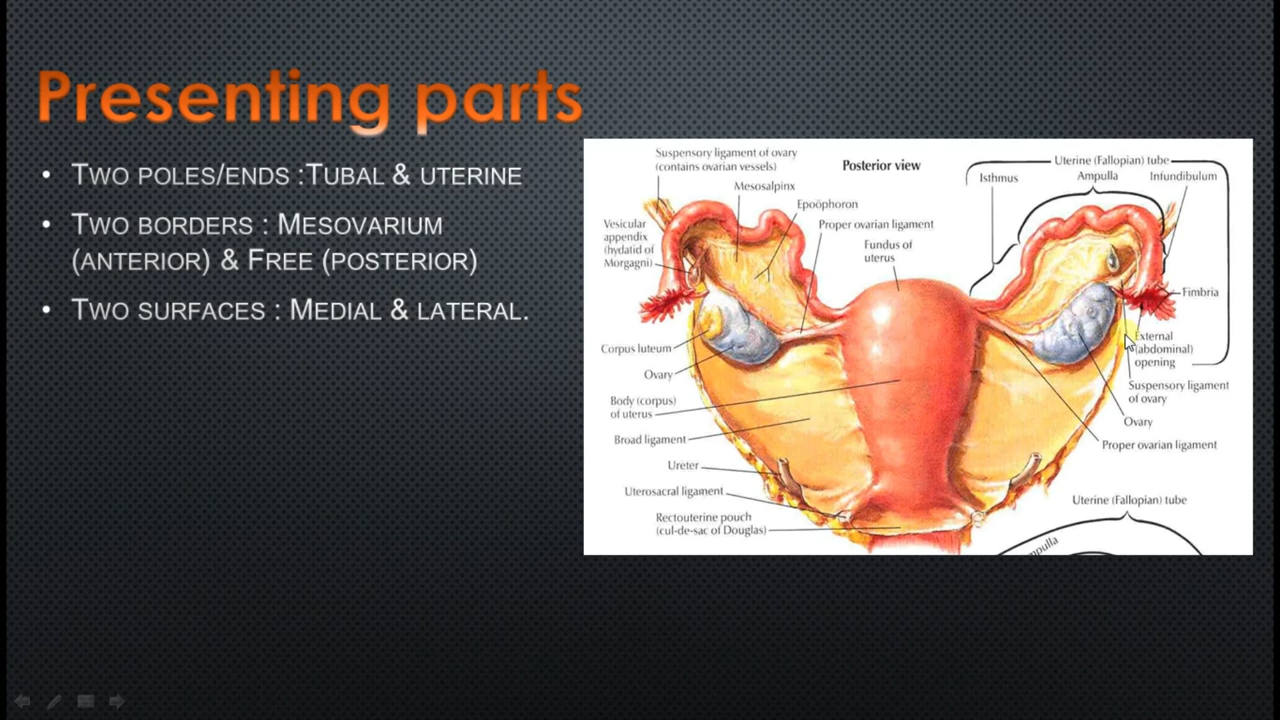 Presenting parts
• Two poles/ends :Tubal & uterine
• Two borders : Mesovarium
(anterior) & Free (posterior)
• Two surfaces : Medial & lateral.
Posterior view
Suspensory ligament of ovary
(contains ovarian vessels)
Mesosalpinx
Epoöphoron
Proper ovarian ligament
Fundus of
uterus
Vesicular
appendix
(hydatid of
Morgagni)
Corpus luteum
Ovary
Body (corpus)
of uterus
Broad ligament
Ureter
Uterosacral ligament
Rectouterine pouch
(cul-de-sac of Douglas)
Uterine (Fallopian) tube
Isthmus
Ampulla
Infundibulum
Fimbria
External
(abdominal)
opening
Suspensory ligament
of ovary
Ovary
Proper ovarian ligament
Uterine (Fallopian) tube